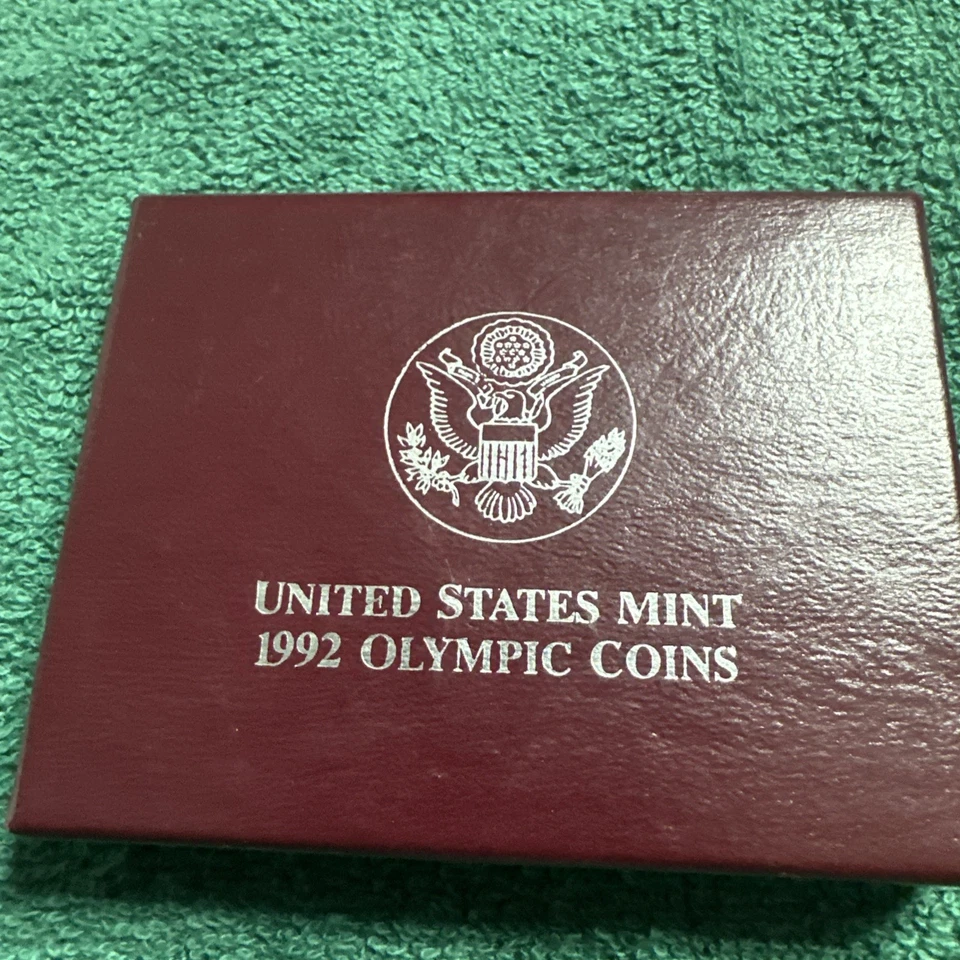 UNITED STATES MINT
1992 OLYMPIC COINS